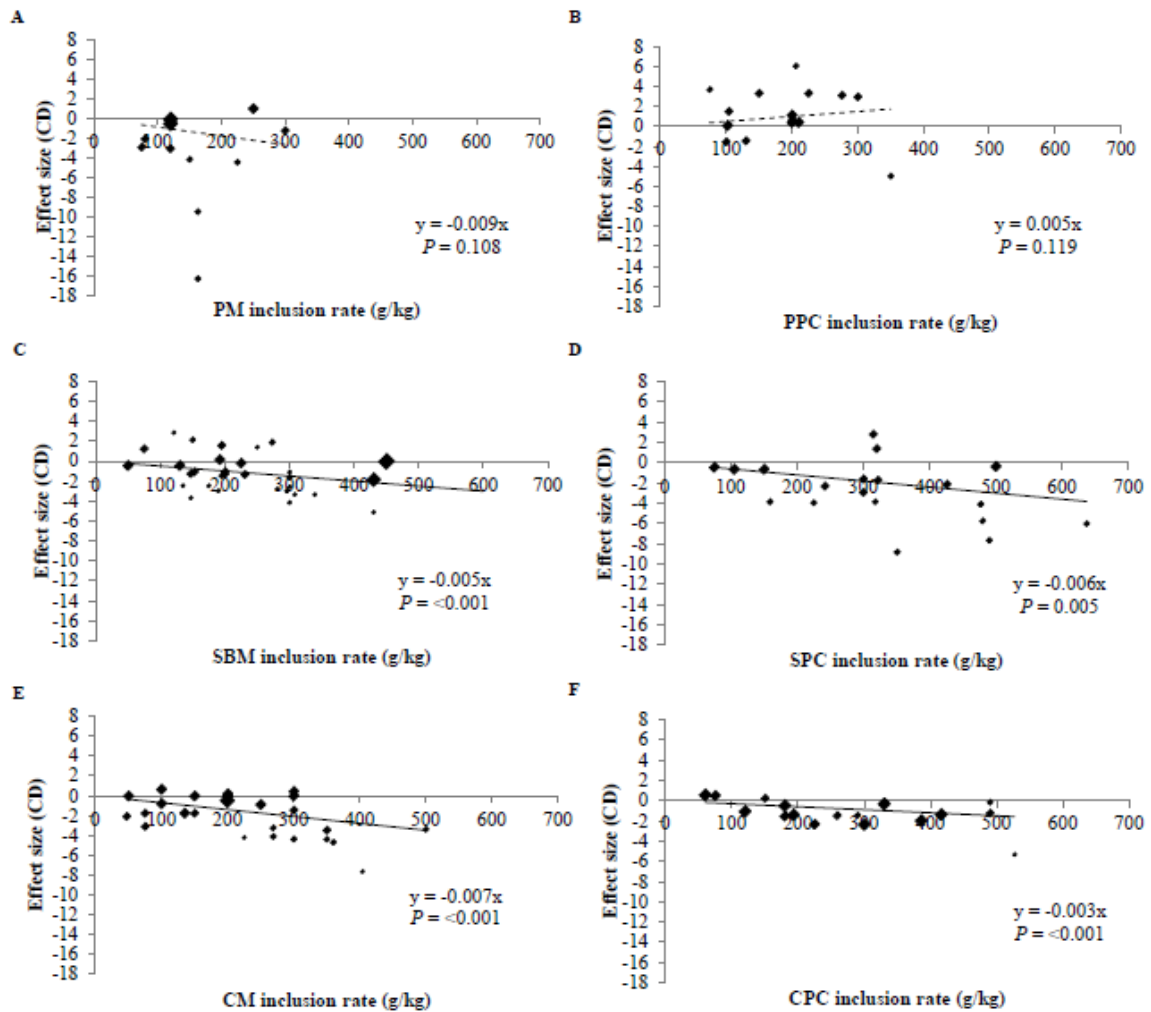 A
8
6
4
2
0
-2
-4
-6
-8
-10
-12
-14
-16
-18
0 100 200 300 400 500 600 700
Effect size (CD)
y = -0.009x
P = 0.108
PM inclusion rate (g/kg)
B
8
6
4
2
0
-2
-4
-6
-8
-10
-12
-14
-16
-18
0 100 200 300 400 500 600 700
Effect size (CD)
y = 0.005x
P = 0.119
PPC inclusion rate (g/kg)
C
8
6
4
2
0
-2
-4
-6
-8
-10
-12
-14
-16
-18
0 100 200 300 400 500 600 700
Effect size (CD)
y = -0.005x
P = <0.001
SBM inclusion rate (g/kg)
D
8
6
4
2
0
-2
-4
-6
-8
-10
-12
-14
-16
-18
0 100 200 300 400 500 600 700
Effect size (CD)
y = -0.006x
P = 0.005
SPC inclusion rate (g/kg)
E
8
6
4
2
0
-2
-4
-6
-8
-10
-12
-14
-16
-18
0 100 200 300 400 500 600 700
Effect size (CD)
y = -0.007x
P = <0.001
CM inclusion rate (g/kg)
F
8
6
4
2
0
-2
-4
-6
-8
-10
-12
-14
-16
-18
0 100 200 300 400 500 600 700
Effect size (CD)
y = -0.003x
P = <0.001
CPC inclusion rate (g/kg)